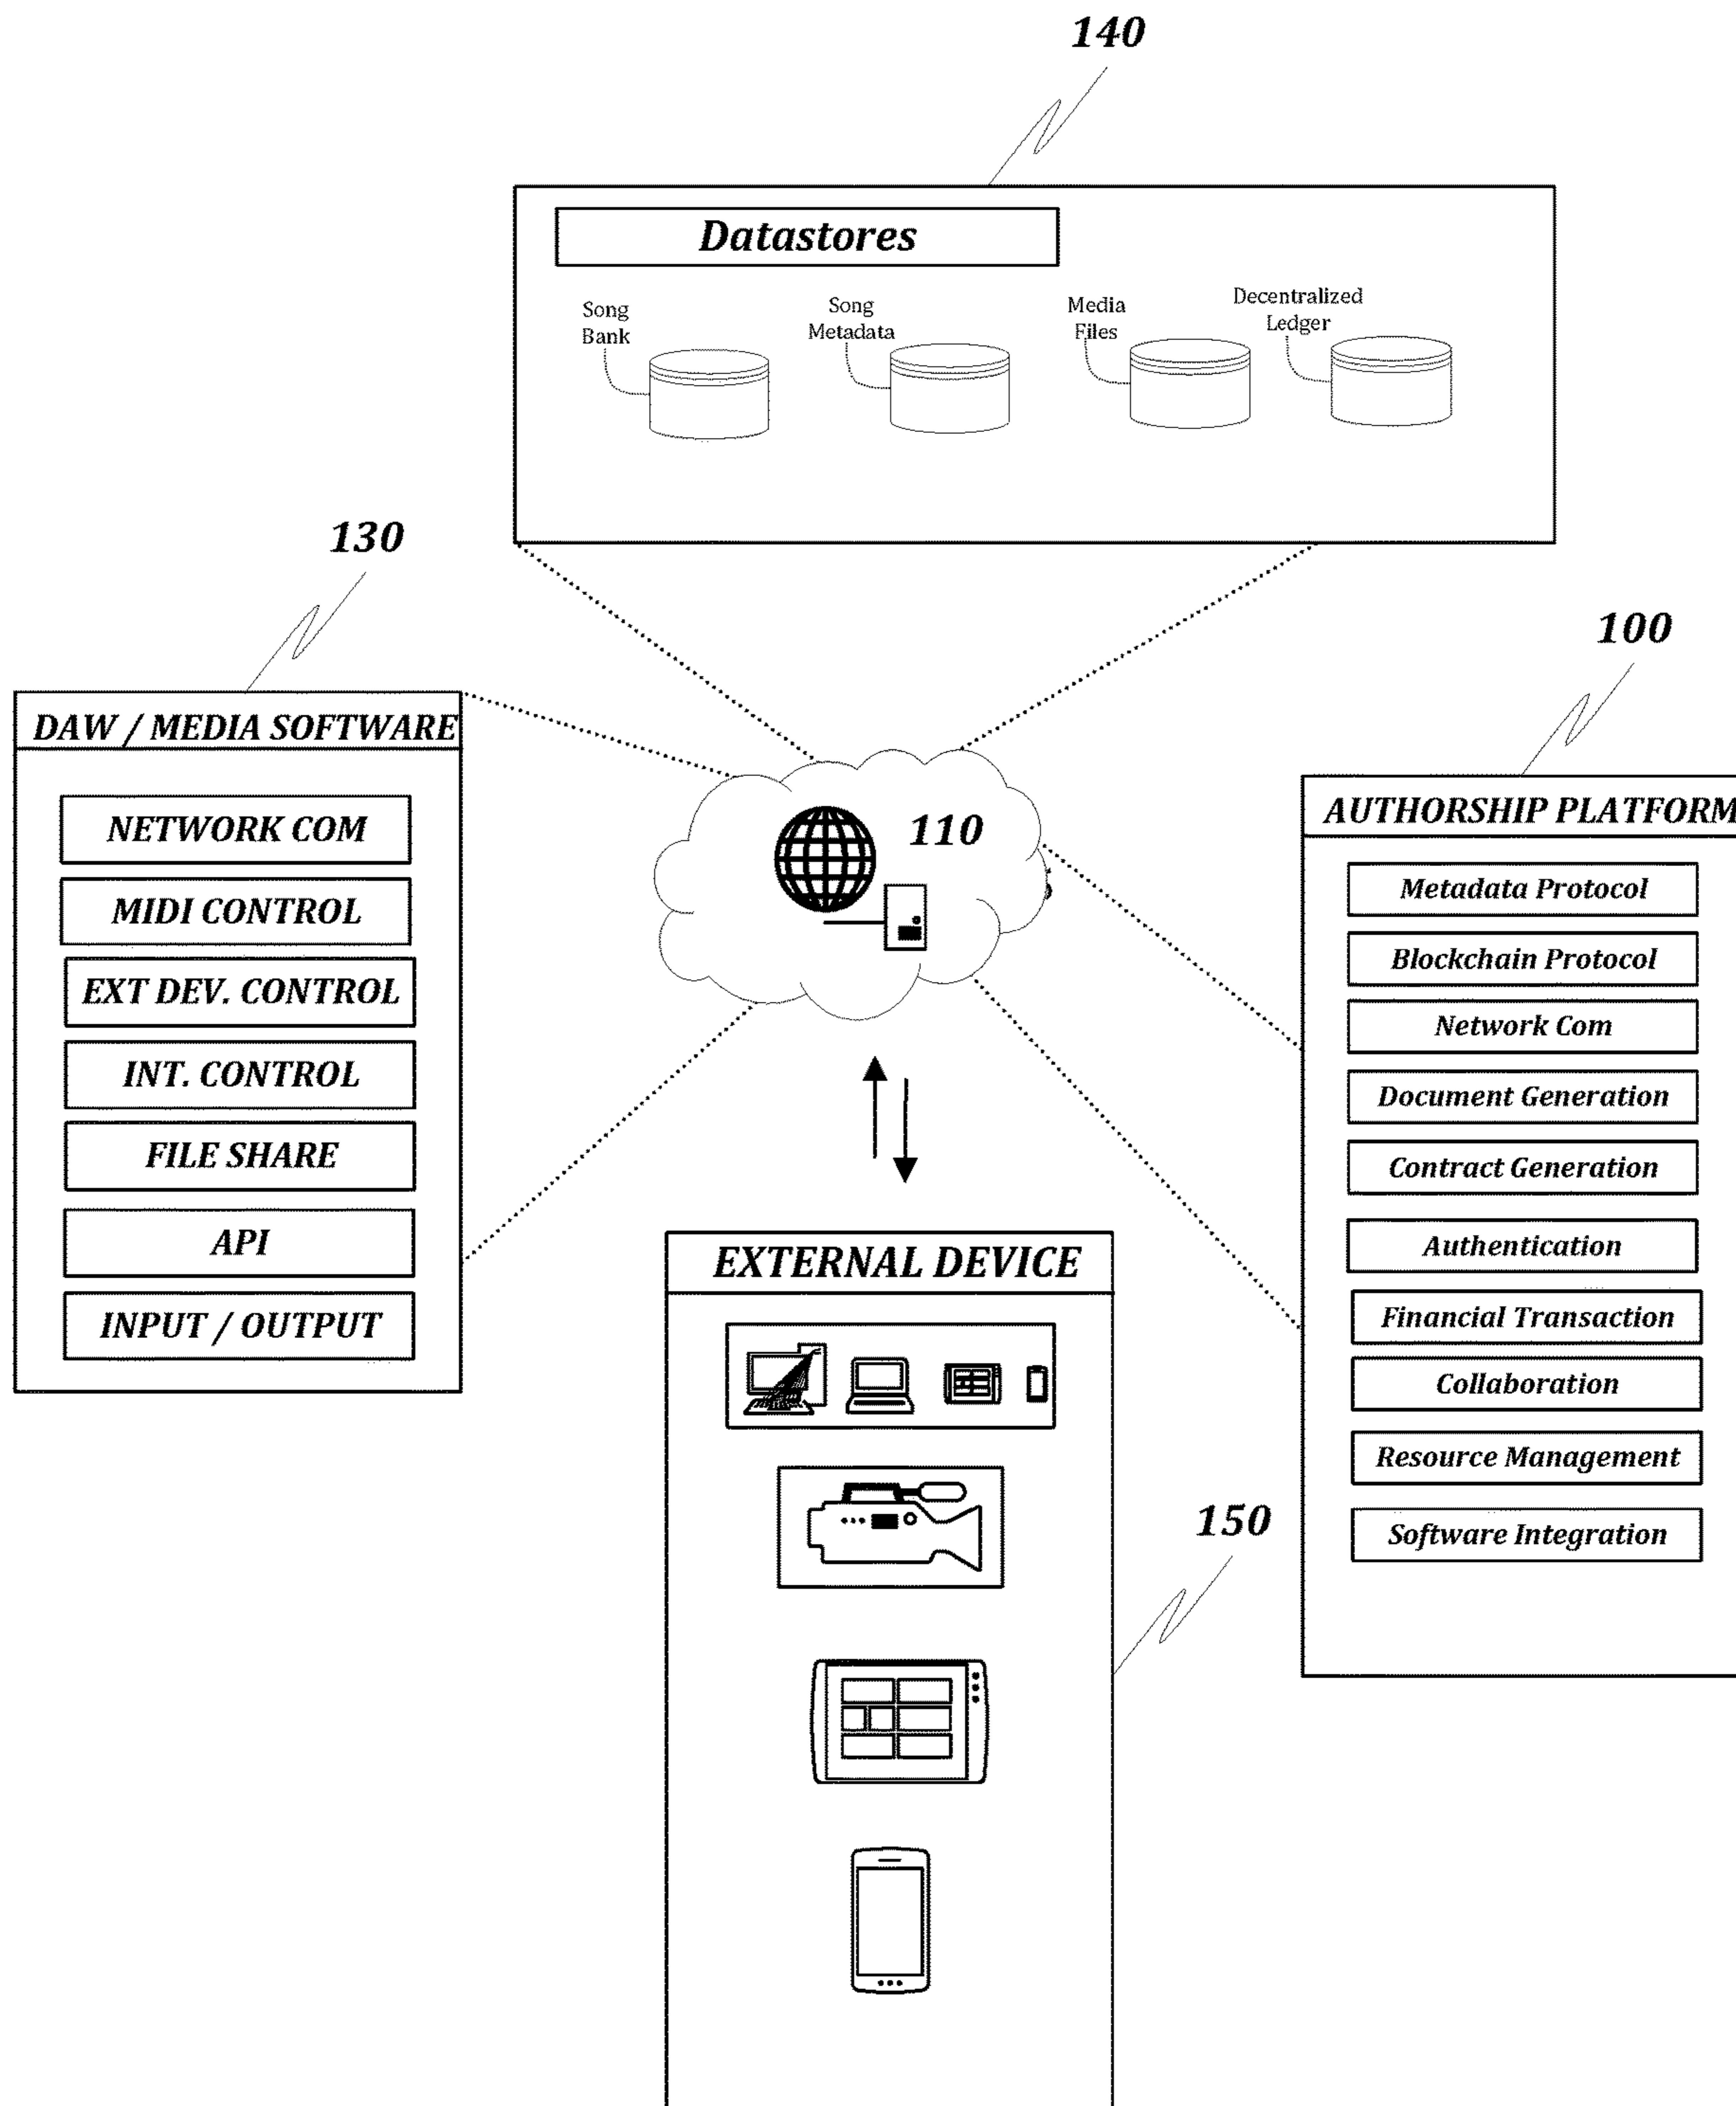 140
Datastores
Song
Bank
Song
Metadata
Media
Files
Decentralized
Ledger
130
100
DAW / MEDIA SOFTWARE
NETWORK COM
MIDI CONTROL
EXT DEV. CONTROL
INT. CONTROL
FILE SHARE
API
INPUT / OUTPUT
110
AUTHORSHIP PLATFORM
Metadata Protocol
Blockchain Protocol
Network Com
Document Generation
Contract Generation
Authentication
Financial Transaction
Collaboration
Resource Management
Software Integration
EXTERNAL DEVICE
150